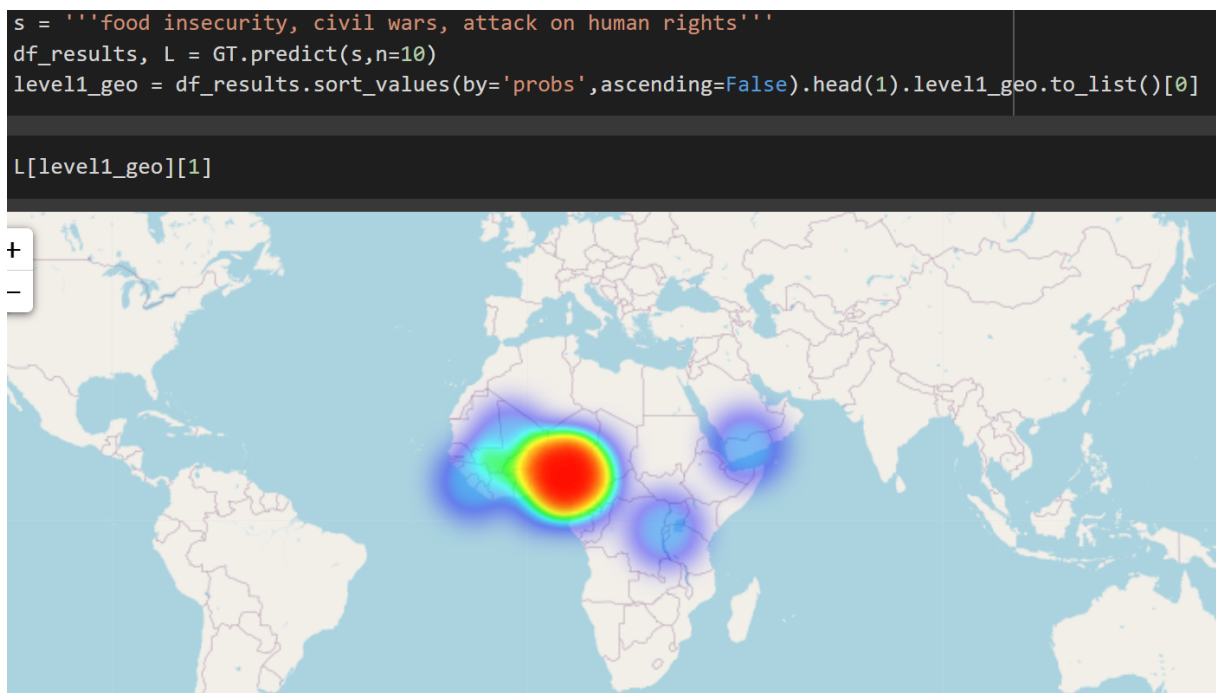 s = '''food insecurity, civil wars, attack on human rights'''
df_results, L = GT.predict(s,n=10)
level1_geo = df_results.sort_values(by='probs',ascending=False).head(1).level1_geo.to_list()[0]
L[level1_geo][1]
+
−